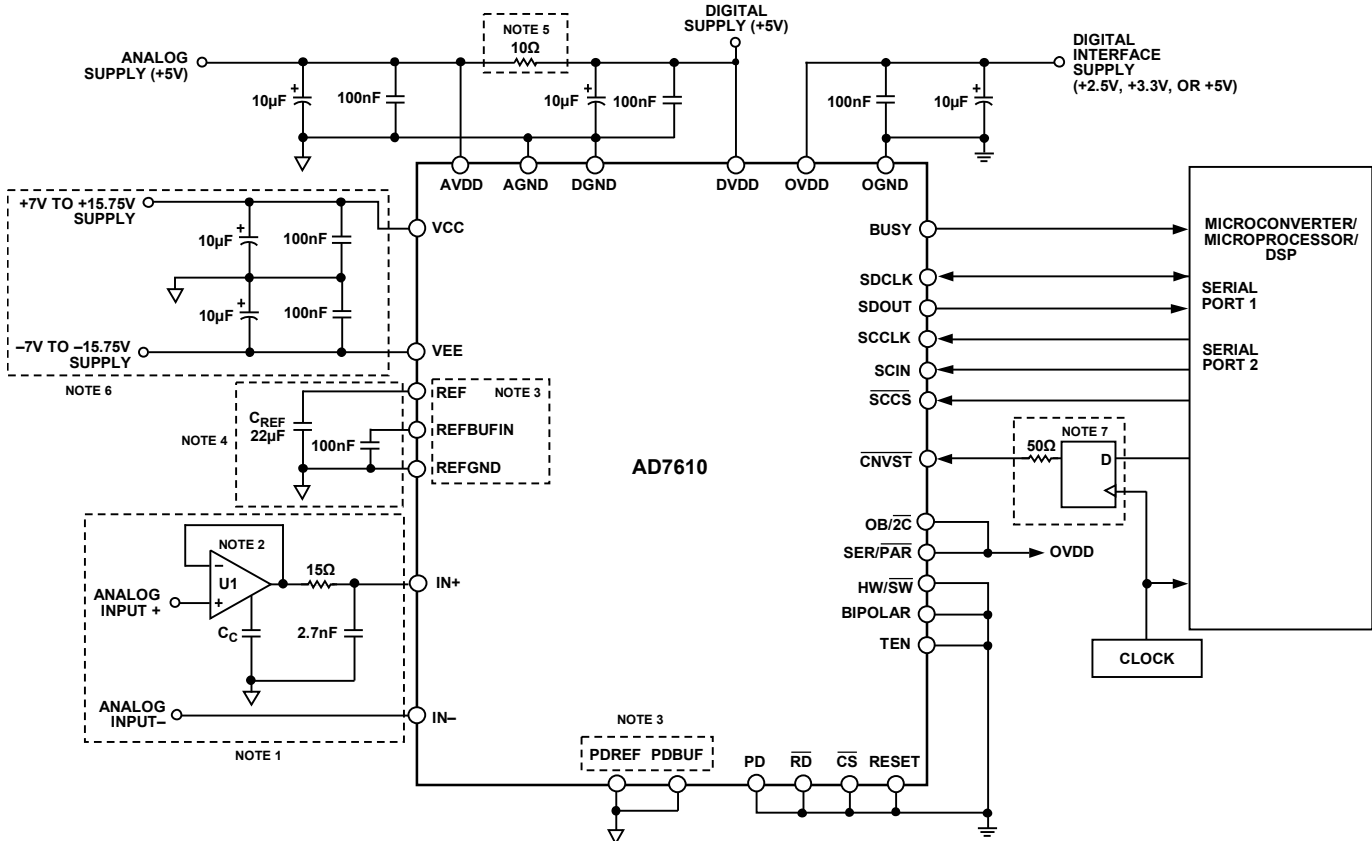 ANALOG
SUPPLY (+5V)
NOTE 5
10Ω
DIGITAL
SUPPLY (+5V)
DIGITAL
INTERFACE
SUPPLY
(+2.5V, +3.3V, OR +5V)
10µF
+
100nF
10µF
+
100nF
100nF
10µF
+
AVDD
AGND
DGND
DVDD
OVDD
OGND
+7V TO +15.75V
SUPPLY
10µF
+
100nF
10µF
+
100nF
–7V TO –15.75V
SUPPLY
NOTE 6
VCC
VEE
NOTE 4
CREF
22µF
100nF
REF
REFBUFIN
REFGND
NOTE 3
AD7610
NOTE 2
–
U1
+
ANALOG
INPUT +
CC
15Ω
2.7nF
ANALOG
INPUT–
NOTE 1
IN+
IN–
NOTE 3
PDREF PDBUF
PD
RD
CS
RESET
BUSY
SDCLK
SDOUT
SCCLK
SCIN
SCCS
CNVST
OB/2C
SER/PAR
HW/SW
BIPOLAR
TEN
OVDD
NOTE 7
50Ω
D
CLOCK
MICROCONVERTER/
MICROPROCESSOR/
DSP
SERIAL
PORT 1
SERIAL
PORT 2